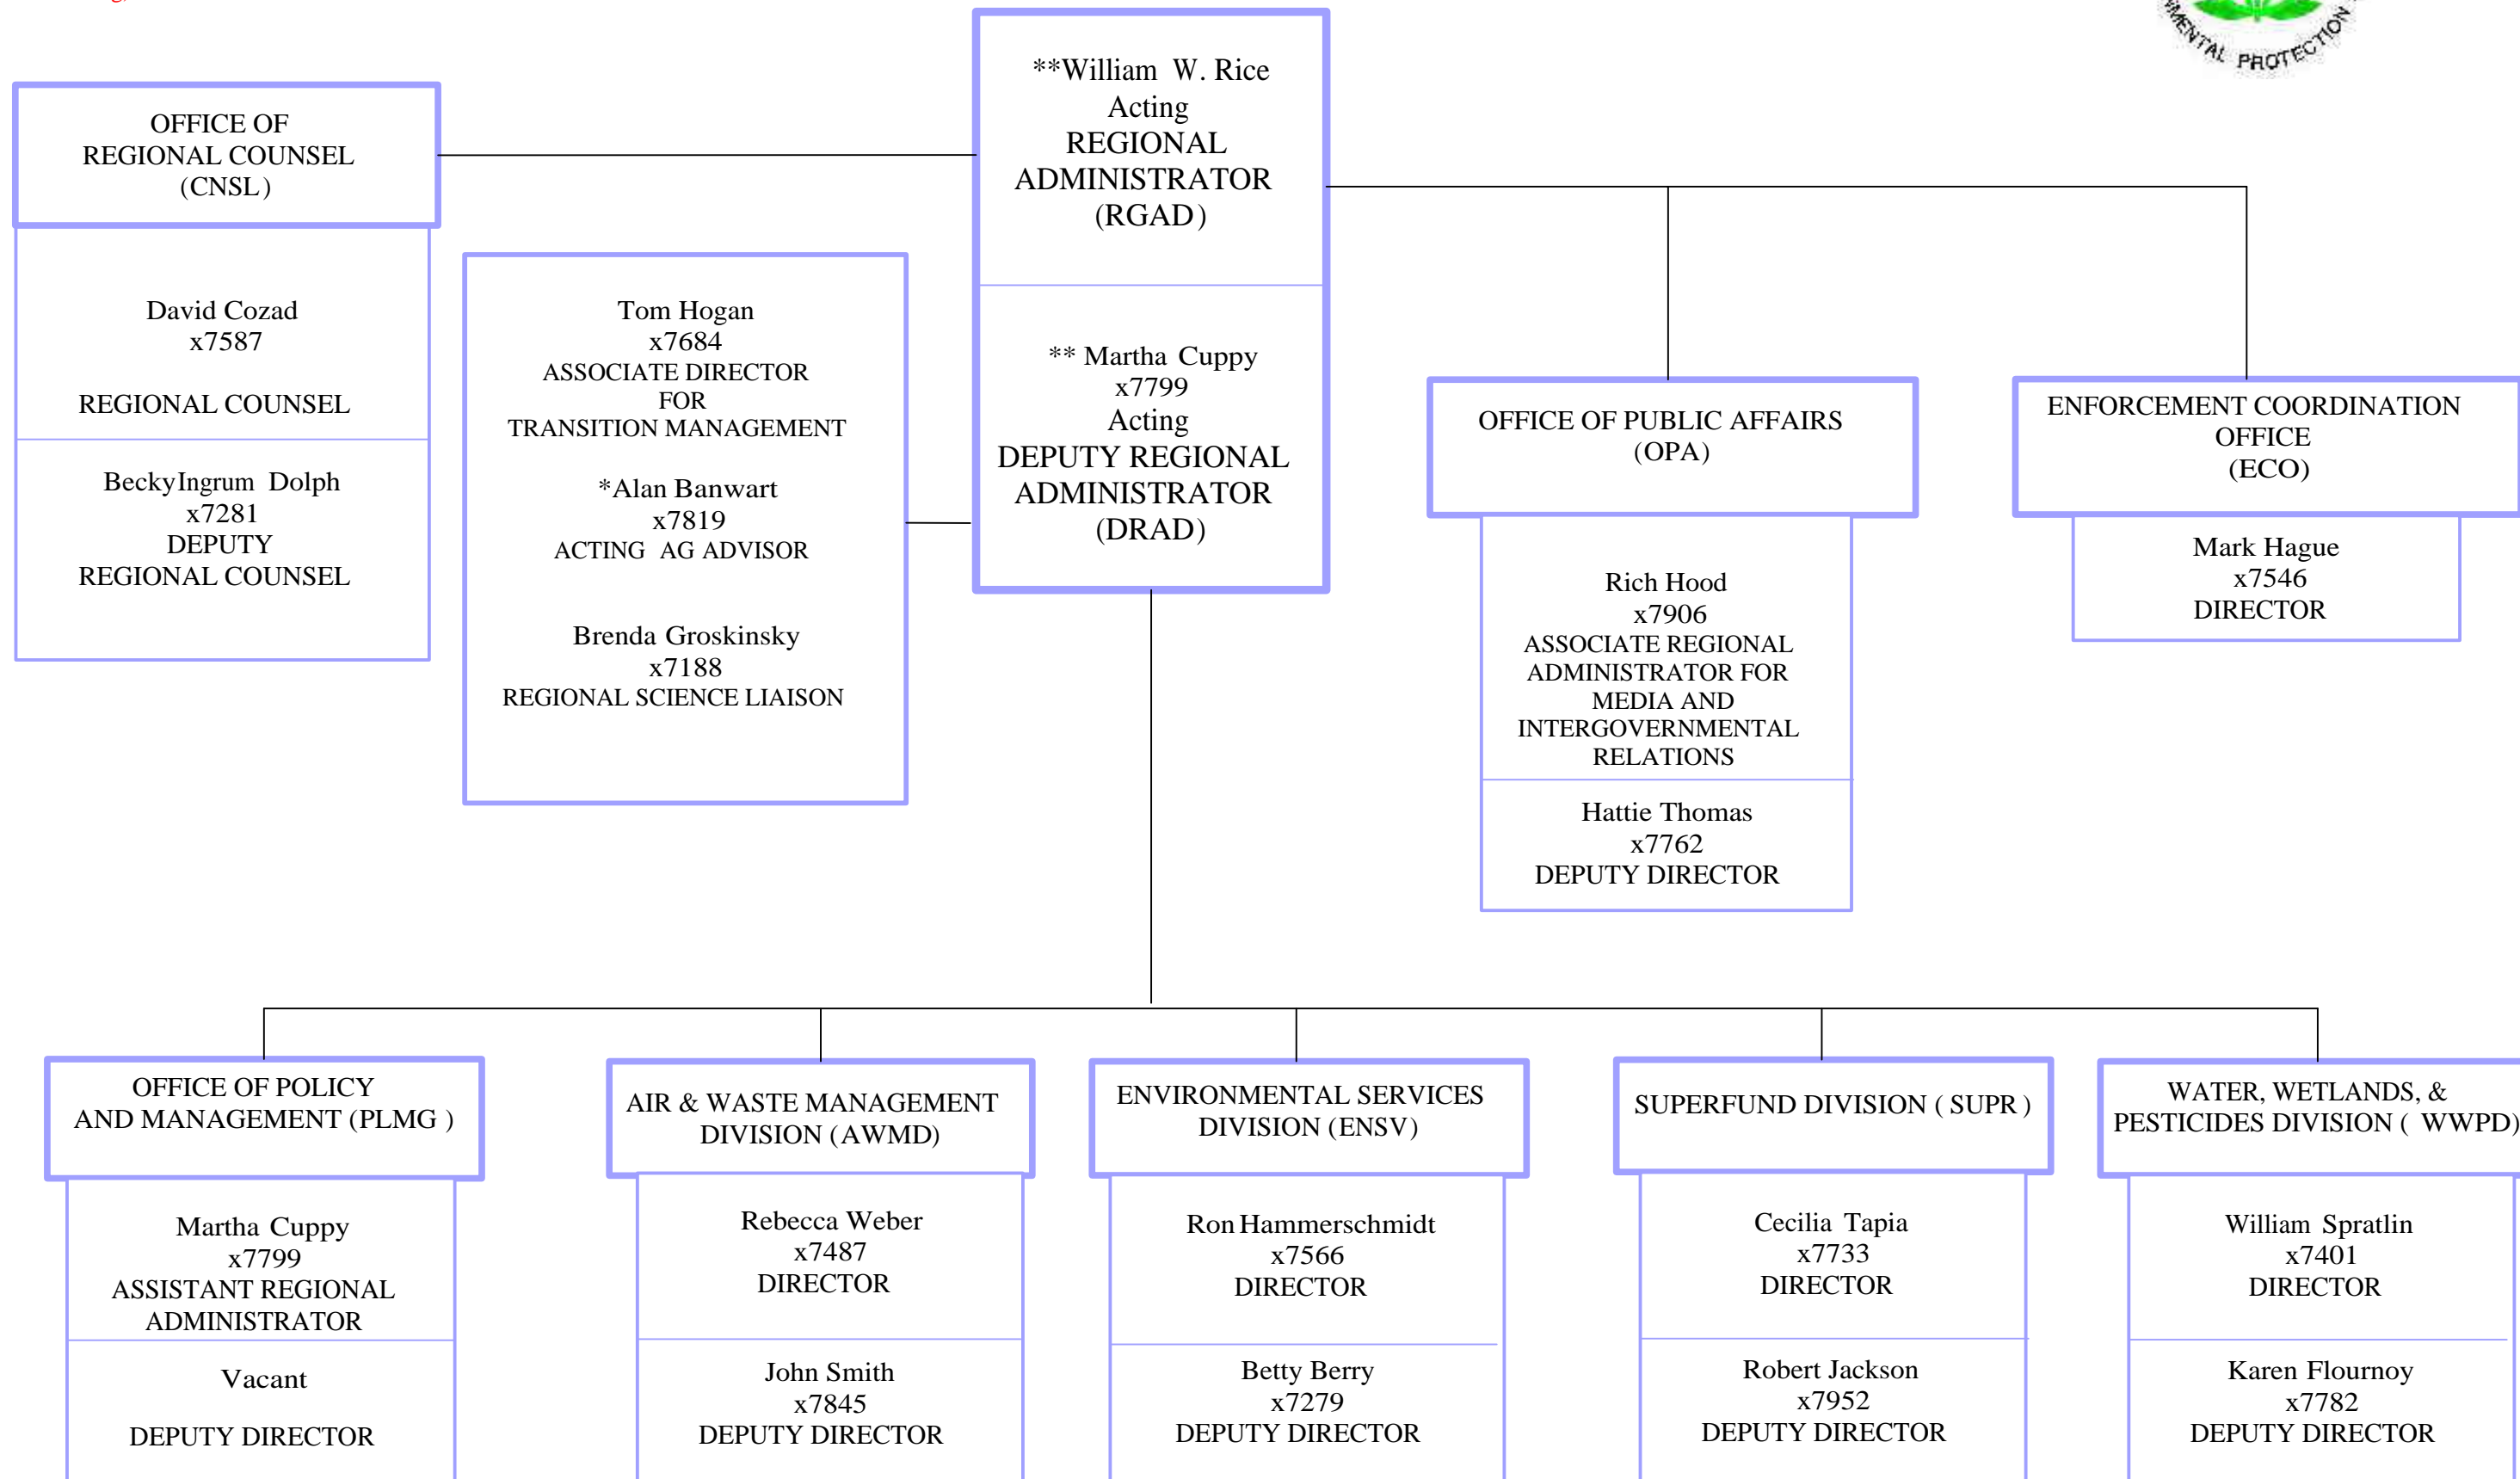 MENTAL PROTECTION
**William W. Rice
Acting
REGIONAL
ADMINISTRATOR
(RGAD)
** Martha Cuppy
x7799
Acting
DEPUTY REGIONAL
ADMINISTRATOR
(DRAD)
OFFICE OF
REGIONAL COUNSEL
(CNSL)
David Cozad
x7587
REGIONAL COUNSEL
BeckyIngrum Dolph
x7281
DEPUTY
REGIONAL COUNSEL
Tom Hogan
x7684
ASSOCIATE DIRECTOR
FOR
TRANSITION MANAGEMENT
*Alan Banwart
x7819
ACTING AG ADVISOR
Brenda Groskinsky
x7188
REGIONAL SCIENCE LIAISON
OFFICE OF PUBLIC AFFAIRS
(OPA)
Rich Hood
x7906
ASSOCIATE REGIONAL
ADMINISTRATOR FOR
MEDIA AND
INTERGOVERNMENTAL
RELATIONS
Hattie Thomas
x7762
DEPUTY DIRECTOR
ENFORCEMENT COORDINATION
OFFICE
(ECO)
Mark Hague
x7546
DIRECTOR
OFFICE OF POLICY
AND MANAGEMENT (PLMG )
Martha Cuppy
x7799
ASSISTANT REGIONAL
ADMINISTRATOR
Vacant
DEPUTY DIRECTOR
AIR & WASTE MANAGEMENT
DIVISION (AWMD)
Rebecca Weber
x7487
DIRECTOR
John Smith
x7845
DEPUTY DIRECTOR
ENVIRONMENTAL SERVICES
DIVISION (ENSV)
Ron Hammerschmidt
x7566
DIRECTOR
Betty Berry
x7279
DEPUTY DIRECTOR
SUPERFUND DIVISION ( SUPR )
Cecilia Tapia
x7733
DIRECTOR
Robert Jackson
x7952
DEPUTY DIRECTOR
WATER, WETLANDS, &
PESTICIDES DIVISION ( WWPD)
William Spratlin
x7401
DIRECTOR
Karen Flournoy
x7782
DEPUTY DIRECTOR